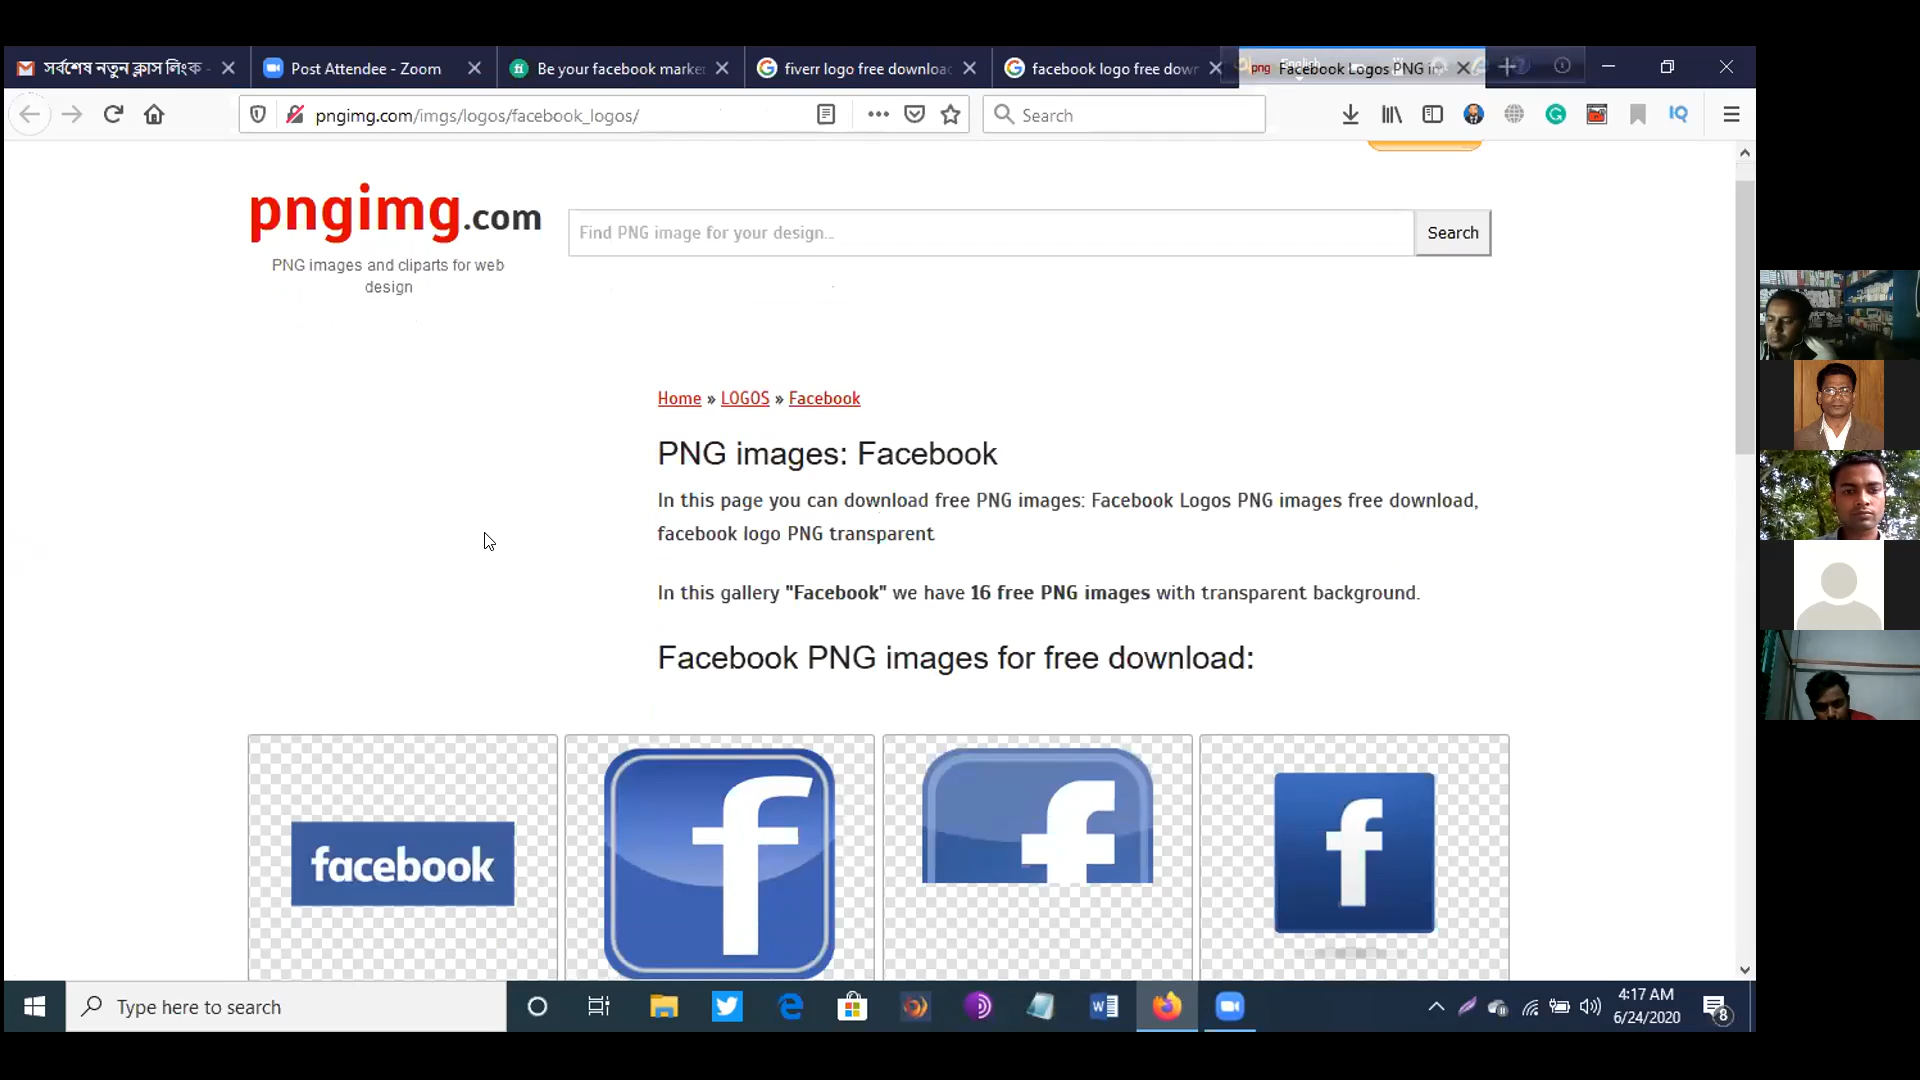 সর্বশেষ নতুন ক্লাস লিংক -
Post Attendee - Zoom
Be your facebook marke
fiverr logo free downloa
facebook logo free down
png
Facebook Logos PNG i
pngimg.com/imgs/logos/facebook_logos/
Search
IQ
pngimg.com
PNG images and cliparts for web
design
Find PNG image for your design...
Search
Home » LOGOS » Facebook
PNG images: Facebook
In this page you can download free PNG images: Facebook Logos PNG images free download,
facebook logo PNG transparent
In this gallery "Facebook" we have 16 free PNG images with transparent background.
Facebook PNG images for free download:
facebook
f
f
f
Type here to search
4:17 AM
6/24/2020
8